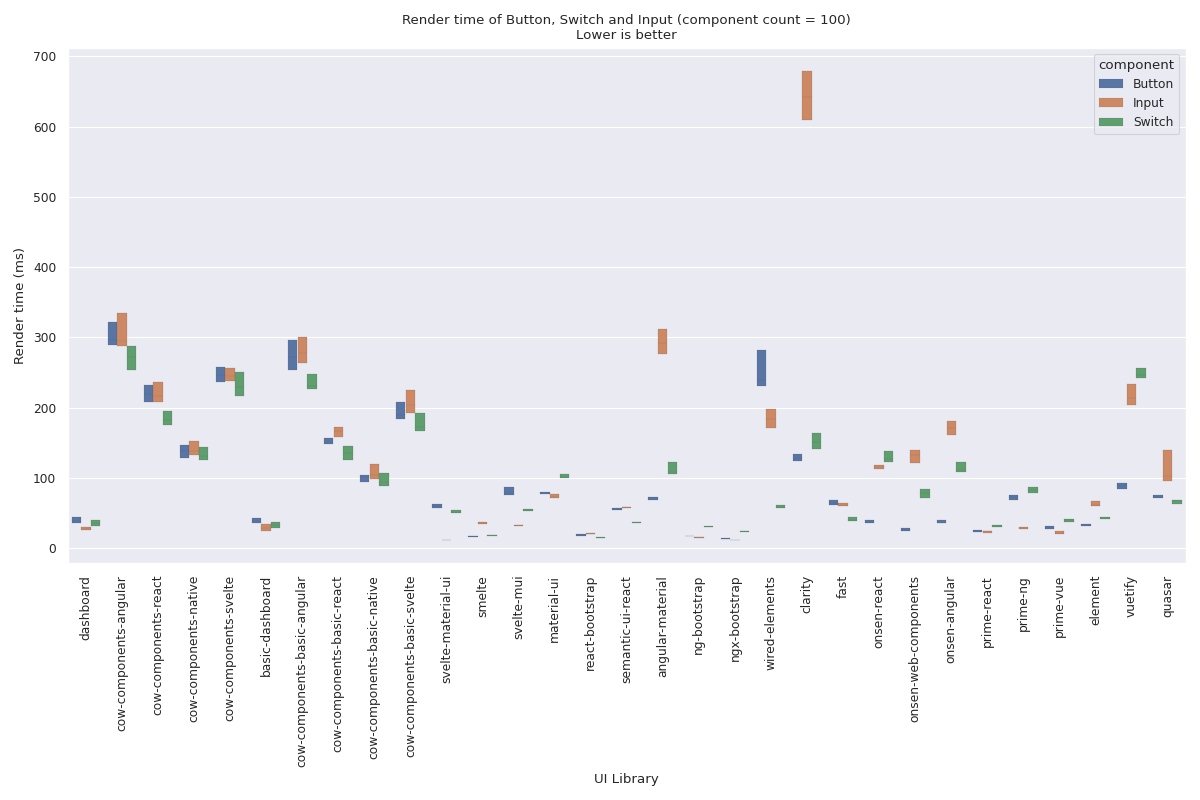 Render time of Button, Switch and Input (component count = 100)
Lower is better
component
Button
Input
Switch
Render time (ms)
700
600
500
400
300
200
100
0
dashboard
cow-components-angular
cow-components-react
cow-components-native
cow-components-svelte
basic-dashboard
cow-components-basic-angular
cow-components-basic-react
cow-components-basic-native
cow-components-basic-svelte
svelte-material-ui
smelte
svelte-mui
material-ui
react-bootstrap
semantic-ui-react
angular-material
ng-bootstrap
ngx-bootstrap
wired-elements
clarity
fast
onsen-react
onsen-web-components
onsen-angular
prime-react
prime-ng
prime-vue
element
vuetify
quasar
UI Library